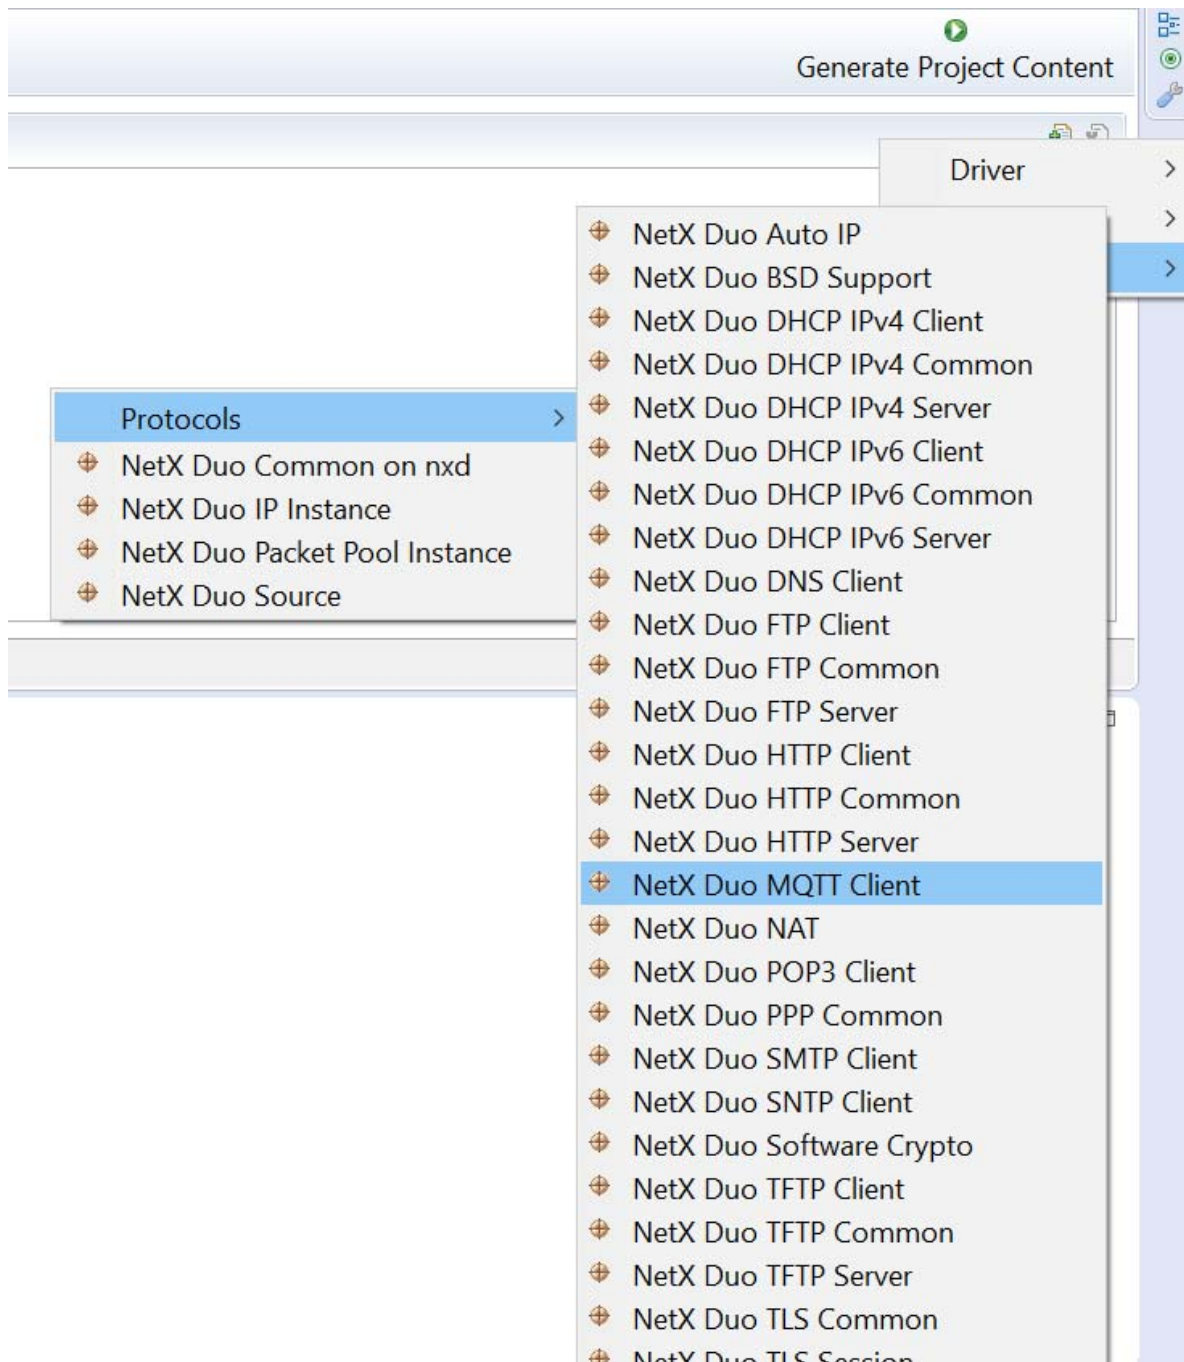 Generate Project Content
Driver
Protocols
NetX Duo Common on nxd
NetX Duo IP Instance
NetX Duo Packet Pool Instance
NetX Duo Source
NetX Duo Auto IP
NetX Duo BSD Support
NetX Duo DHCP IPv4 Client
NetX Duo DHCP IPv4 Common
NetX Duo DHCP IPv4 Server
NetX Duo DHCP IPv6 Client
NetX Duo DHCP IPv6 Common
NetX Duo DHCP IPv6 Server
NetX Duo DNS Client
NetX Duo FTP Client
NetX Duo FTP Common
NetX Duo FTP Server
NetX Duo HTTP Client
NetX Duo HTTP Common
NetX Duo HTTP Server
NetX Duo MQTT Client
NetX Duo NAT
NetX Duo POP3 Client
NetX Duo PPP Common
NetX Duo SMTP Client
NetX Duo SNTP Client
NetX Duo Software Crypto
NetX Duo TFTP Client
NetX Duo TFTP Common
NetX Duo TFTP Server
NetX Duo TLS Common
NetX Duo TLS Session